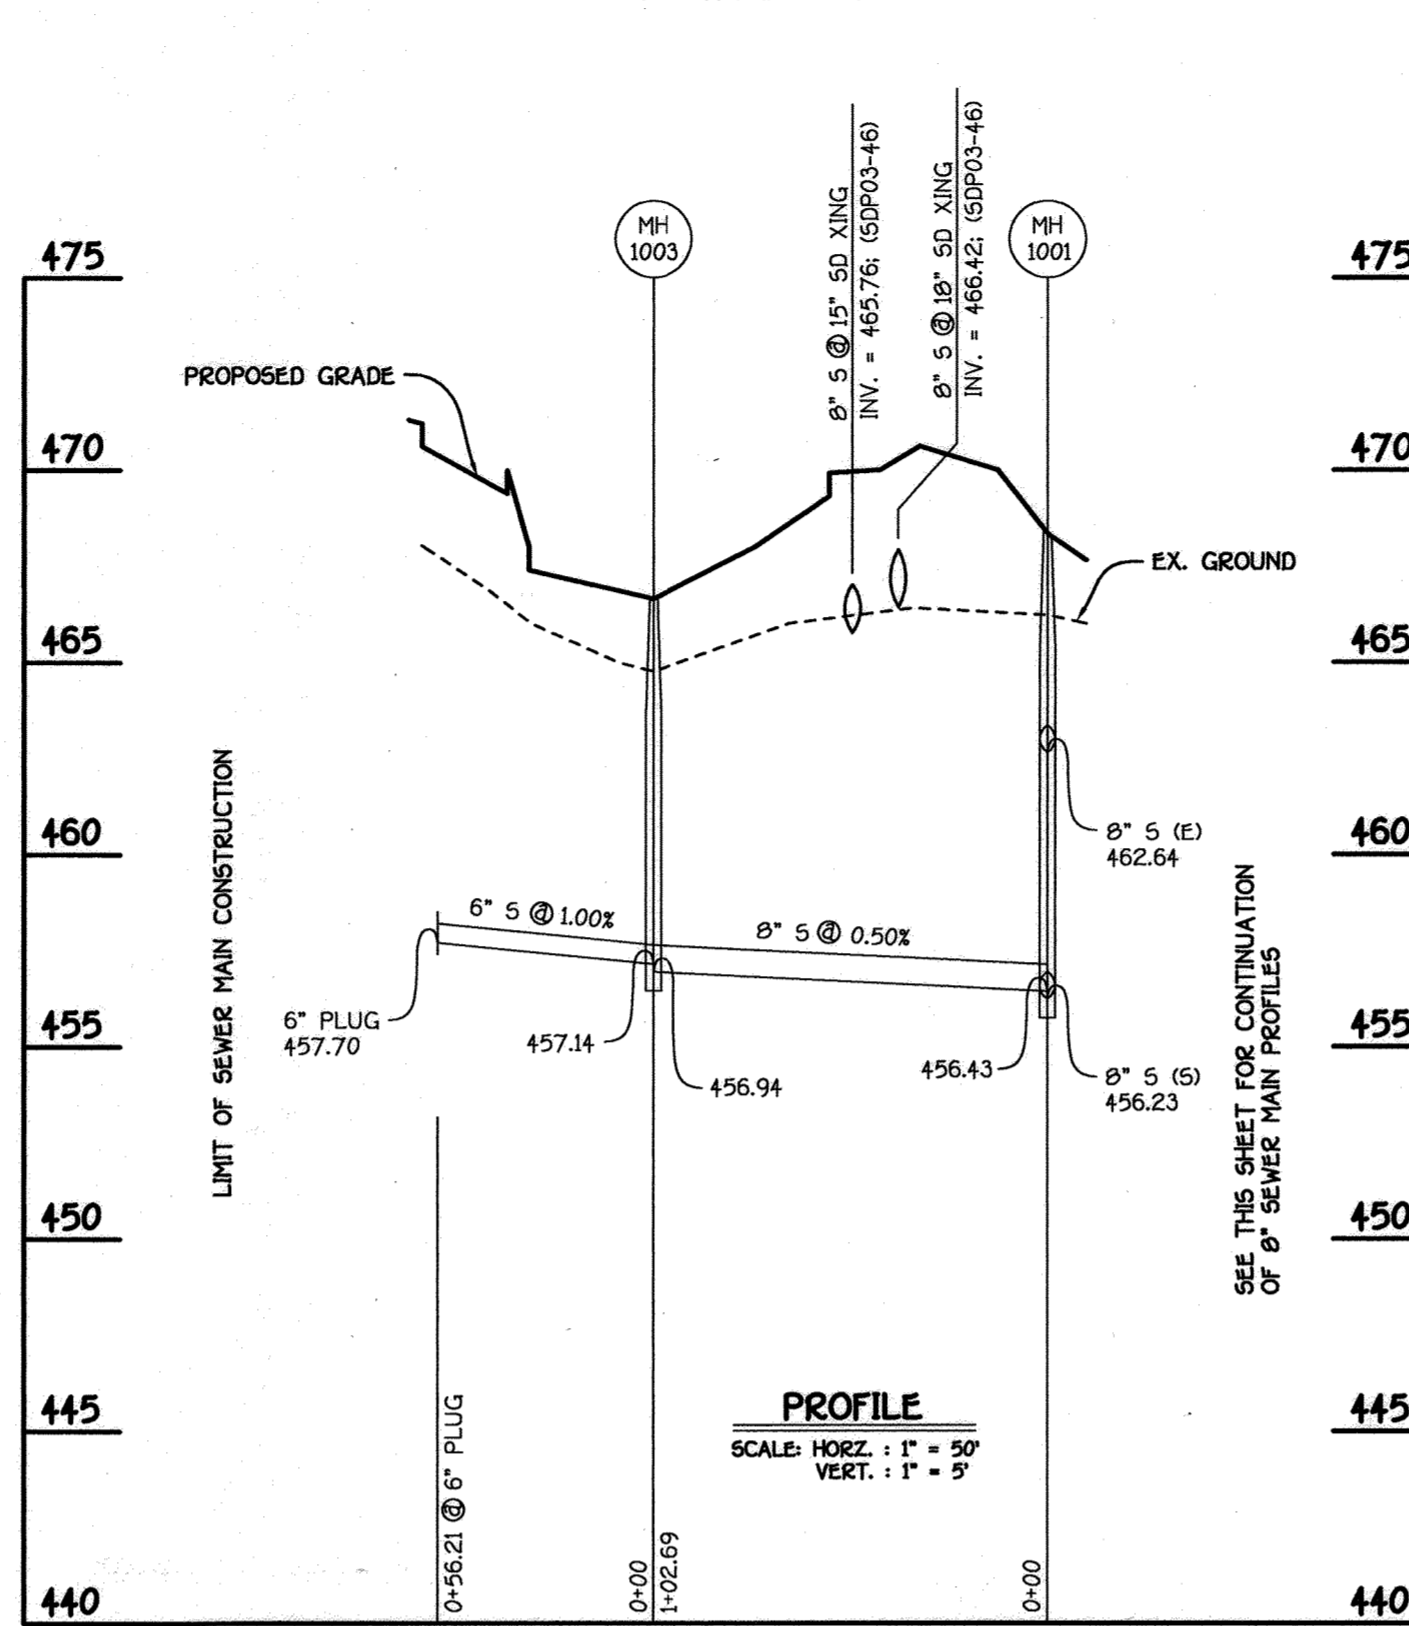 8" S @ 15" SD XING
INV. = 465.76; (SDP03-46)
8" S @ 18" SD XING
INV. = 466.42; (SDP03-46)
MH
1003
MH
1001
475
475
PROPOSED GRADE
470
470
EX. GROUND
465
465
LIMIT OF SEWER MAIN CONSTRUCTION
460
460
8" S (E)
462.64
6" S @ 1.00%
8" S @ 0.50%
6" PLUG
457.70
457.14
456.94
456.43
8" S (S)
456.23
455
455
SEE THIS SHEET FOR CONTINUATION
OF 8" SEWER MAIN PROFILES
450
450
445
445
PROFILE
SCALE: HORZ. : 1" = 50'
VERT. : 1" = 5'
0+56.21 @ 6" PLUG
0+00
1+02.69
0+00
440
440